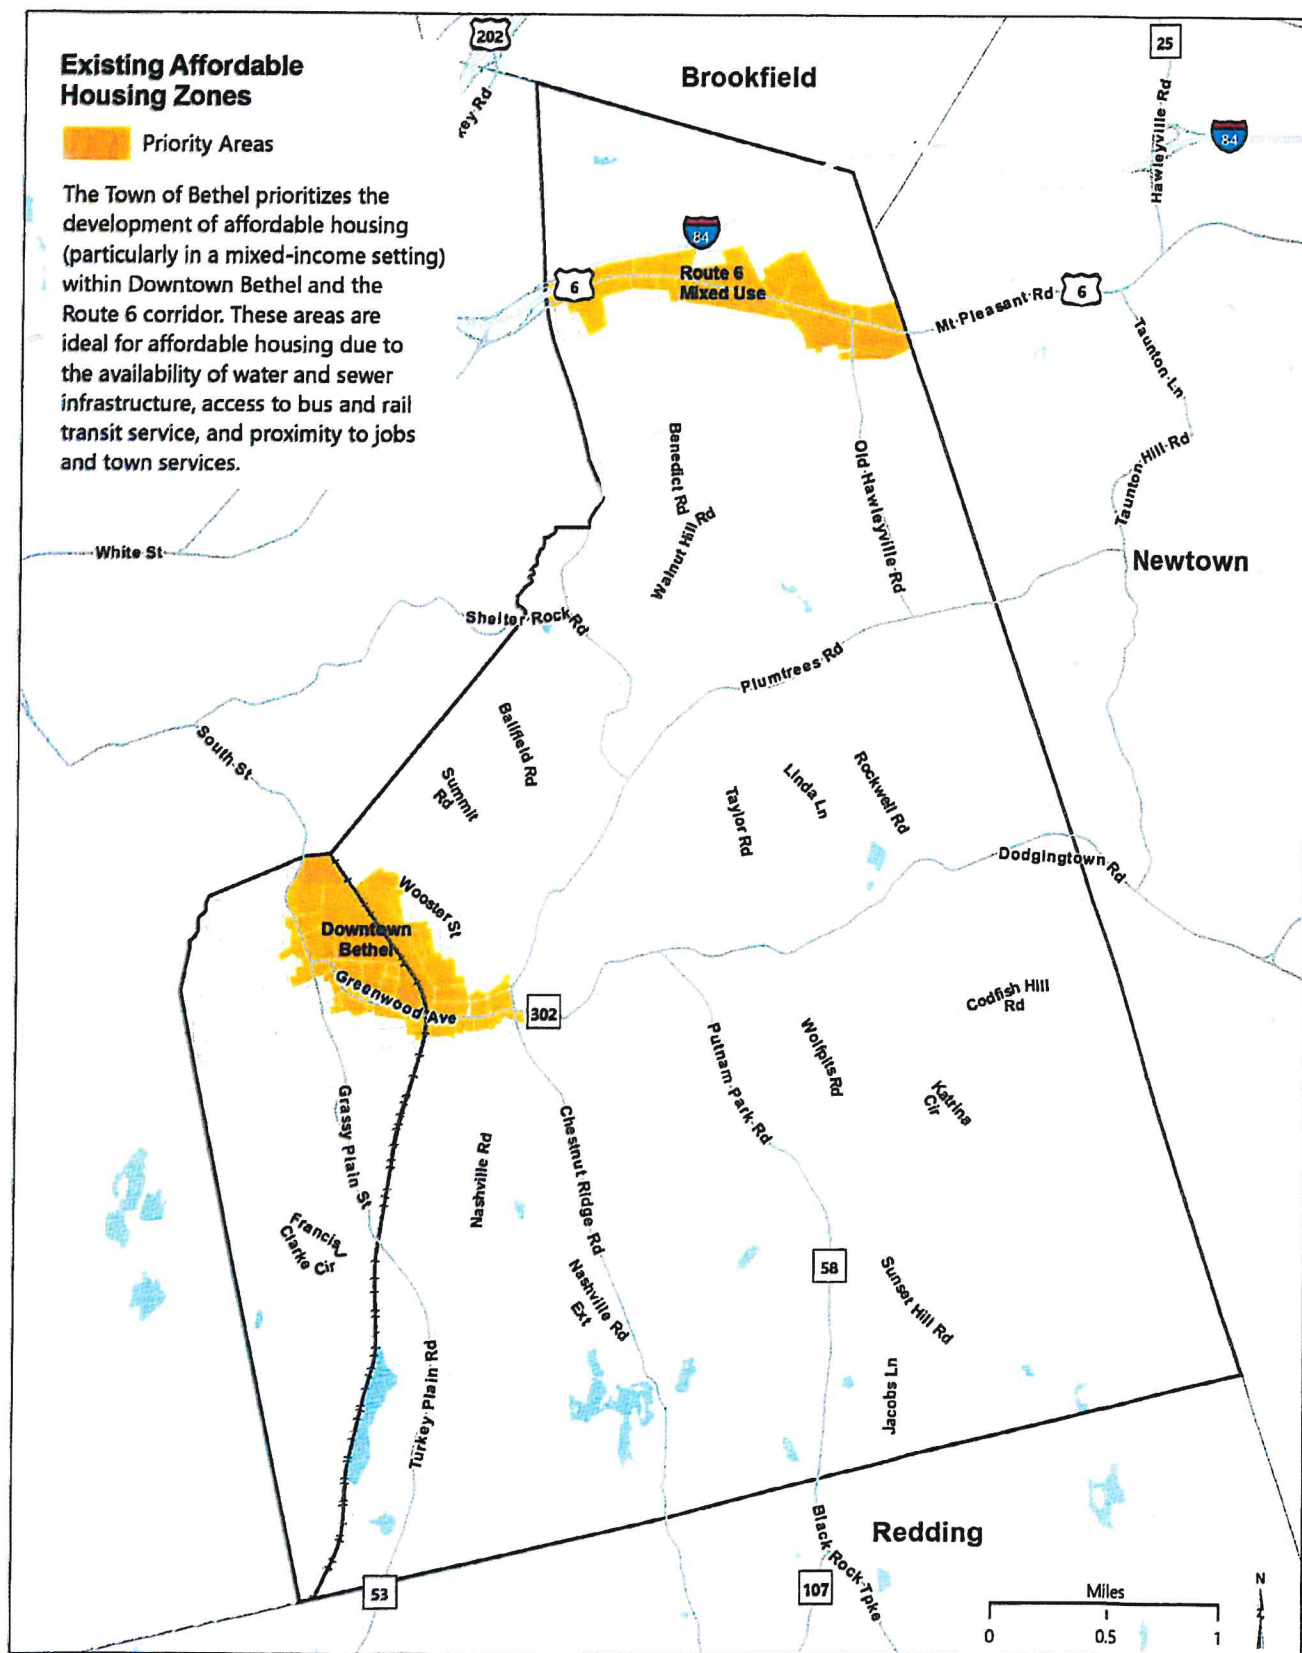 Existing Affordable
Housing Zones
Priority Areas
The Town of Bethel prioritizes the
development of affordable housing
(particularly in a mixed-income setting)
within Downtown Bethel and the
Route 6 corridor. These areas are
ideal for affordable housing due to
the availability of water and sewer
infrastructure, access to bus and rail
transit service, and proximity to jobs
and town services.
202
key Rd
Brookfield
25
Hawleyville Rd
84
84
6
Route 6
Mixed Use
Mt Pleasant Rd
6
Taunton Ln
Taunton Hill Rd
Benedict Rd
Walnut Hill Rd
Old Hawleyville Rd
White St
Newtown
Shelter Rock Rd
Plumtrees Rd
South St
Ballfield Rd
Summit
Rd
Taylor Rd
Linda Ln
Rockwell Rd
Dodgingtown Rd
Wooster St
Downtown
Bethel
Greenwood Ave
302
Codfish Hill
Rd
Putnam Park Rd
Wolfpits Rd
Katrina
Cir
Grassy Plain St
Nashville Rd
Chestnut Ridge Rd
Francis J
Clarke Cir
Nashville Rd
Ext
58
Sunset Hill Rd
Jacobs Ln
Turkey Plain Rd
Redding
Black Rock Tpke
53
107
Miles
0
0.5
1
N